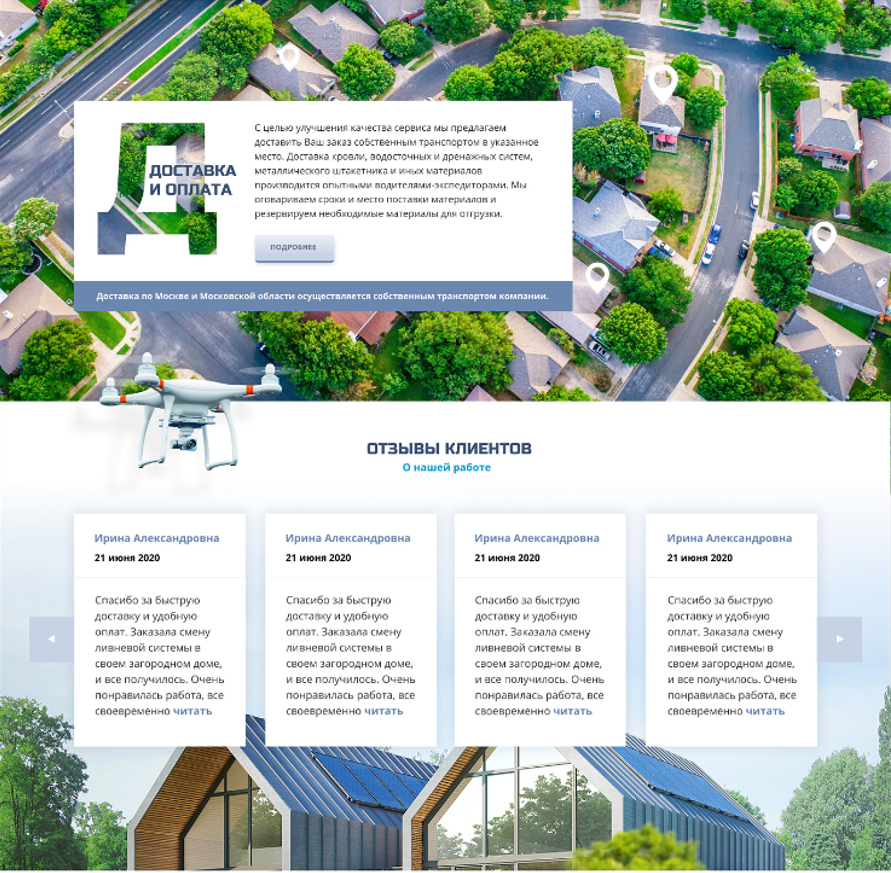 Д
ДОСТАВКА
И ОПЛАТА
С целью улучшения качества сервиса мы предлагаем
доставить Ваш заказ собственным транспортом в указанное
место. Доставка кровли, водосточных и дренажных систем,
металлического штакетника и иных материалов
производится опытными водителями-экспедиторами. Мы
оговариваем сроки и место поставки материалов и
резервируем необходимые материалы для отгрузки.
ПОДРОБНЕЕ
Доставка по Москве и Московской области осуществляется собственным транспортом компании.
ОТЗЫВЫ КЛИЕНТОВ
О нашей работе
Ирина Александровна
21 июня 2020
Спасибо за быструю
доставку и удобную
оплат. Заказала смену
ливневой системы в
своем загородном доме,
и все получилось. Очень
понравилась работа, все
своевременно читать
Ирина Александровна
21 июня 2020
Спасибо за быструю
доставку и удобную
оплат. Заказала смену
ливневой системы в
своем загородном доме,
и все получилось. Очень
понравилась работа, все
своевременно читать
Ирина Александровна
21 июня 2020
Спасибо за быструю
доставку и удобную
оплат. Заказала смену
ливневой системы в
своем загородном доме,
и все получилось. Очень
понравилась работа, все
своевременно читать
Ирина Александровна
21 июня 2020
Спасибо за быструю
доставку и удобную
оплат. Заказала смену
ливневой системы в
своем загородном доме,
и все получилось. Очень
понравилась работа, все
своевременно читать